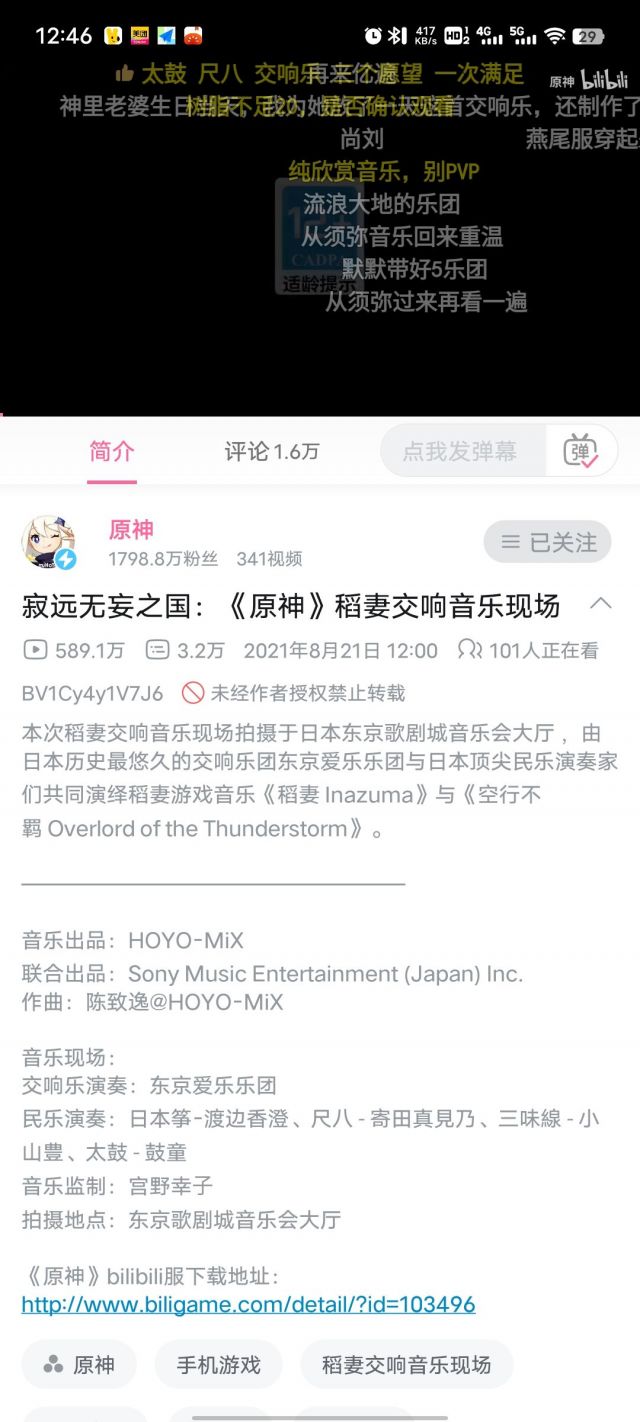 12:46
417 KB/s HD 1 2 4G 5G 29
太鼓 尺八 交响乐 三个愿望 一次满足
原神 bilibili
树脂不足20，是否确认观看
尚刘
燕尾服穿起
纯欣赏音乐，别PVP
流浪大地的乐团
从须弥音乐回来重温
CADPA
默默带好5乐团
适龄提示
从须弥过来再看一遍
简介 评论 1.6万 点我发弹幕 弹
原神
1798.8万粉丝 341视频
已关注
寂远无妄之国：《原神》稻妻交响音乐现场
589.1万 3.2万 2021年8月21日 12:00 101人正在看
BV1Cy4y1V7J6 未经作者授权禁止转载
本次稻妻交响音乐现场拍摄于日本东京歌剧城音乐会大厅 ，由
日本历史最悠久的交响乐团东京爱乐乐团与日本顶尖民乐演奏家
们共同演绎稻妻游戏音乐《稻妻 Inazuma》与《空行不
羁 Overlord of the Thunderstorm》。
音乐出品：HOYO-MiX
联合出品：Sony Music Entertainment (Japan) Inc.
作曲：陈致逸@HOYO-MiX
音乐现场：
交响乐演奏：东京爱乐乐团
民乐演奏：日本筝-渡边香澄、尺八 - 寄田真見乃、三味線 - 小
山豊、太鼓 - 鼓童
音乐监制：宫野幸子
拍摄地点：东京歌剧城音乐会大厅
《原神》bilibili服下载地址：
http://www.biligame.com/detail/?id=103496
原神 手机游戏 稻妻交响音乐现场